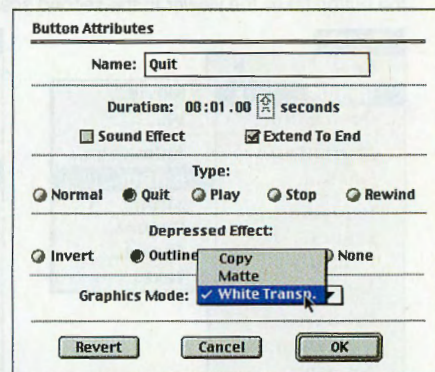 Button Attributes
Name: Quit
Duration: 00:01.00 seconds
Sound Effect Extend To End
Type:
Normal Quit Play Stop Rewind
Depressed Effect:
Invert Outline None
Copy
Matte
Graphics Mode: ✓ White Transp.
Revert Cancel OK